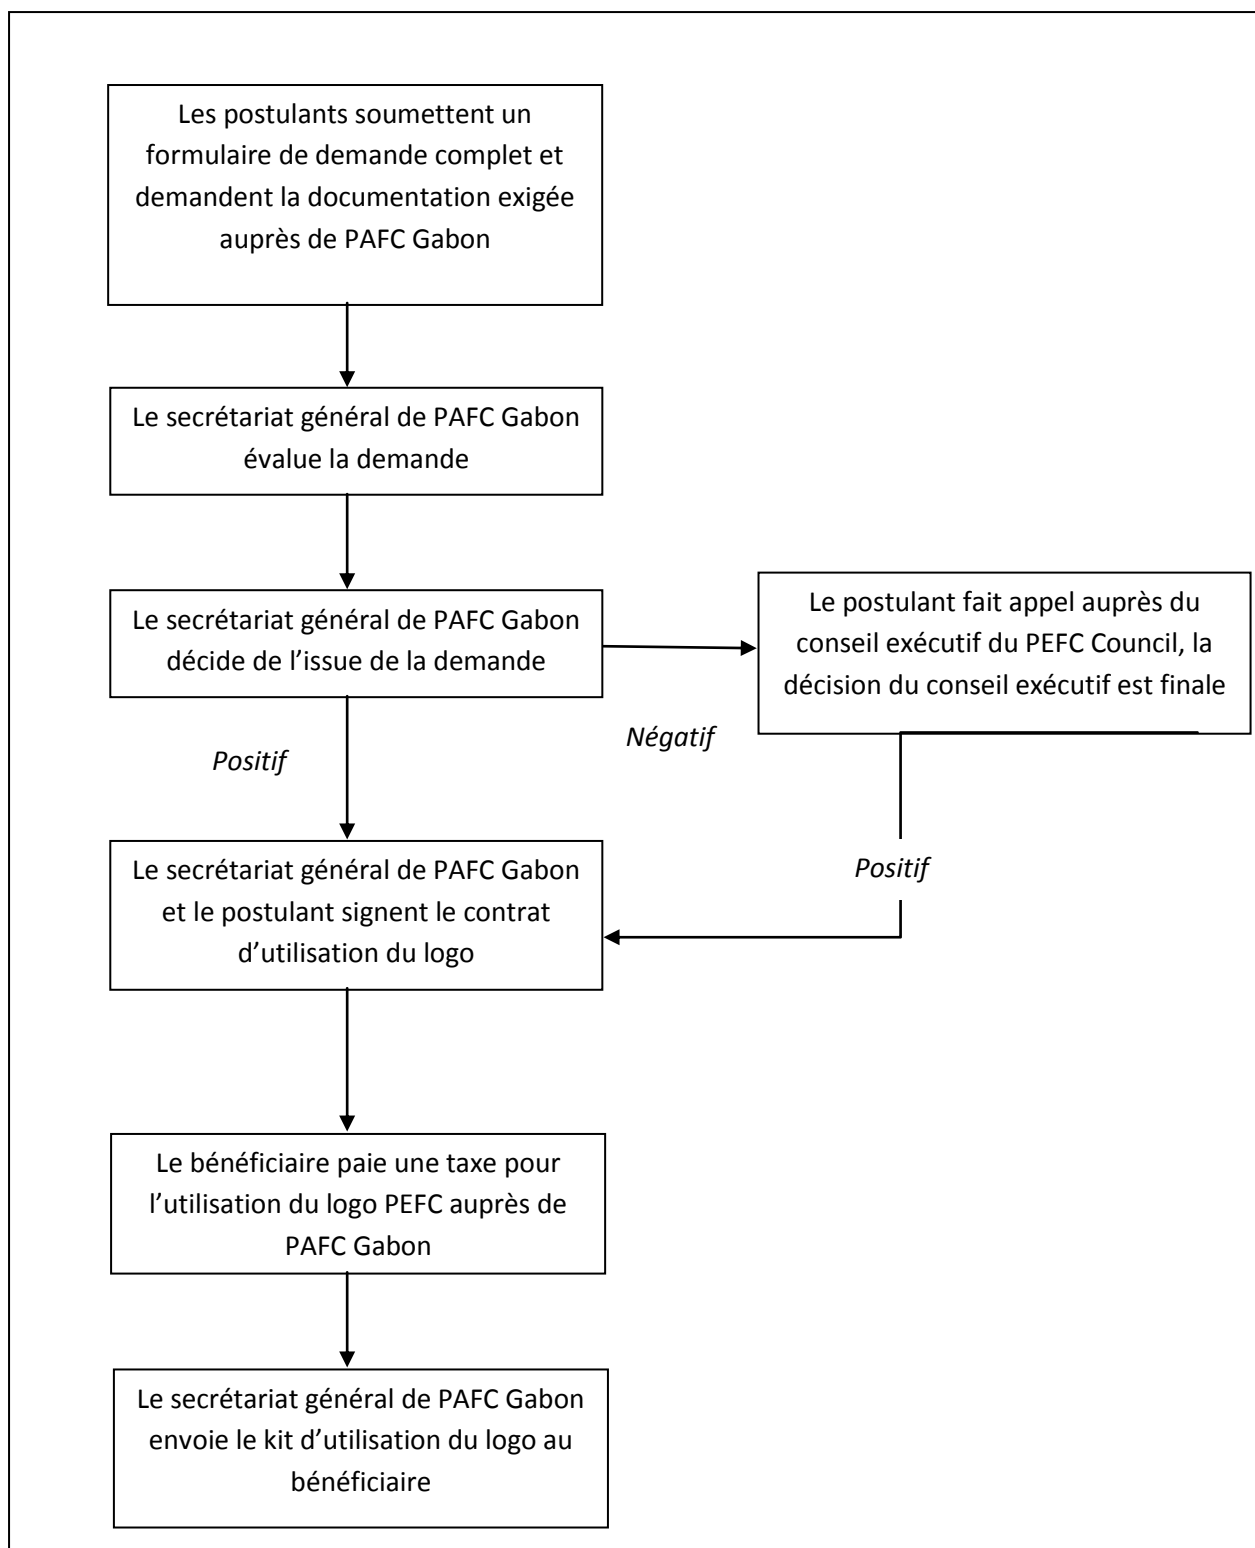 Les postulants soumettent un
formulaire de demande complet et
demandent la documentation exigée
auprès de PAFC Gabon
Le secrétariat général de PAFC Gabon
évalue la demande
Le secrétariat général de PAFC Gabon
décide de l’issue de la demande
Le postulant fait appel auprès du
conseil exécutif du PEFC Council, la
décision du conseil exécutif est finale
Négatif
Positif
Positif
Le secrétariat général de PAFC Gabon
et le postulant signent le contrat
d’utilisation du logo
Le bénéficiaire paie une taxe pour
l’utilisation du logo PEFC auprès de
PAFC Gabon
Le secrétariat général de PAFC Gabon
envoie le kit d’utilisation du logo au
bénéficiaire